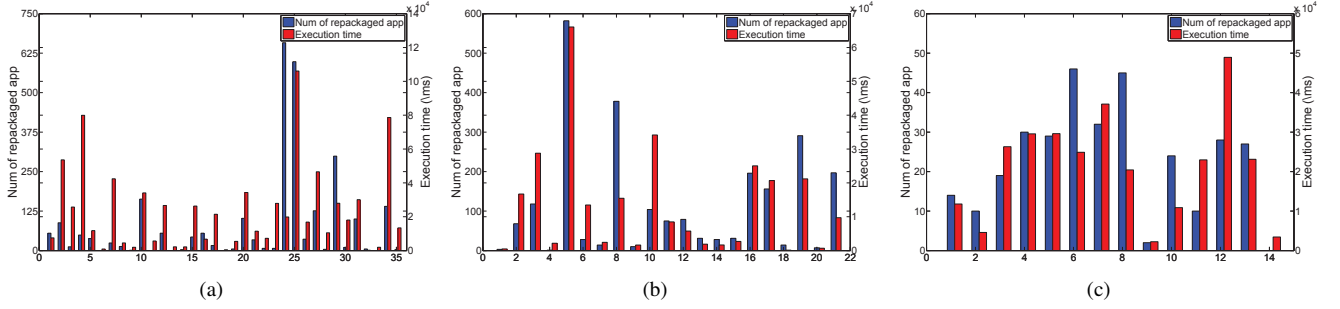 x 10^4
750 625 500 375 250 125 0
Num of repackaged app
Num of repackaged app
Execution time
14 12 10 8 6 4 2 0
Execution time (\ms)
0 5 10 15 20 25 30 35
(a)
x 10^4
600 500 400 300 200 100 0
Num of repackaged app
Num of repackaged app
Execution time
7 6 5 4 3 2 1 0
Execution time (\ms)
0 2 4 6 8 10 12 14 16 18 20 22
(b)
x 10^4
60 50 40 30 20 10 0
Num of repackaged app
Num of repackaged app
Execution time
6 5 4 3 2 1 0
Execution time (\ms)
0 2 4 6 8 10 12 14
(c)